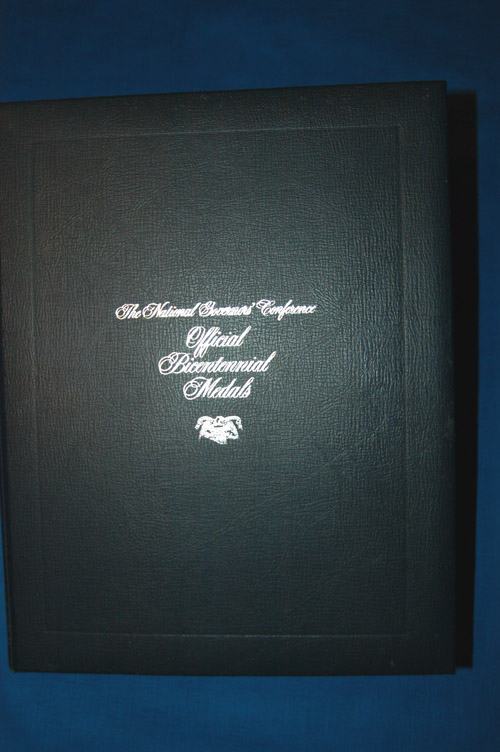 The National Governors' Conference
Official
Bicentennial
Medals